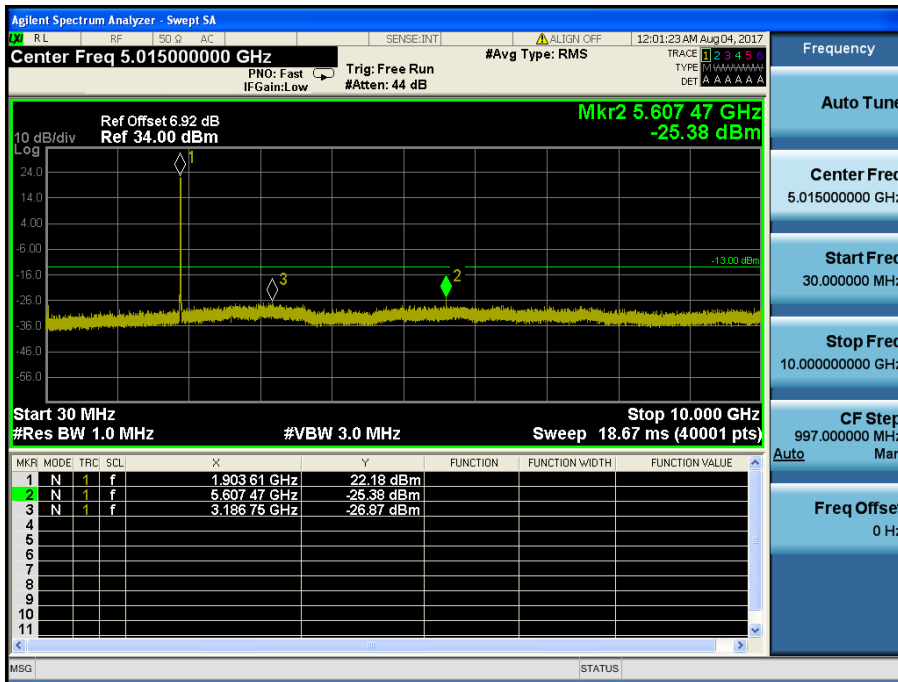 Agilent Spectrum Analyzer - Swept SA
LXI RL RF 50 Ω AC SENSE:INT ALIGN OFF 12:01:23 AM Aug 04, 2017
Center Freq 5.015000000 GHz
PNO: Fast
IFGain:Low
Trig: Free Run
#Atten: 44 dB
#Avg Type: RMS
TRACE 1 2 3 4 5 6
TYPE M
DET A A A A A A
Ref Offset 6.92 dB
10 dB/div Ref 34.00 dBm
Log
Mkr2 5.607 47 GHz
-25.38 dBm
24.0
14.0
4.00
-6.00
-16.0
-26.0
-36.0
-46.0
-56.0
1
3
2
-13.00 dBm
Start 30 MHz Stop 10.000 GHz
#Res BW 1.0 MHz #VBW 3.0 MHz Sweep 18.67 ms (40001 pts)
MKR MODE TRC SCL X Y FUNCTION FUNCTION WIDTH FUNCTION VALUE
1 N 1 f 1.903 61 GHz 22.18 dBm
2 N 1 f 5.607 47 GHz -25.38 dBm
3 N 1 f 3.186 75 GHz -26.87 dBm
4
5
6
7
8
9
10
11
MSG STATUS
Frequency
Auto Tune
Center Freq
5.015000000 GHz
Start Freq
30.000000 MHz
Stop Freq
10.000000000 GHz
CF Step
997.000000 MHz
Auto Man
Freq Offset
0 Hz